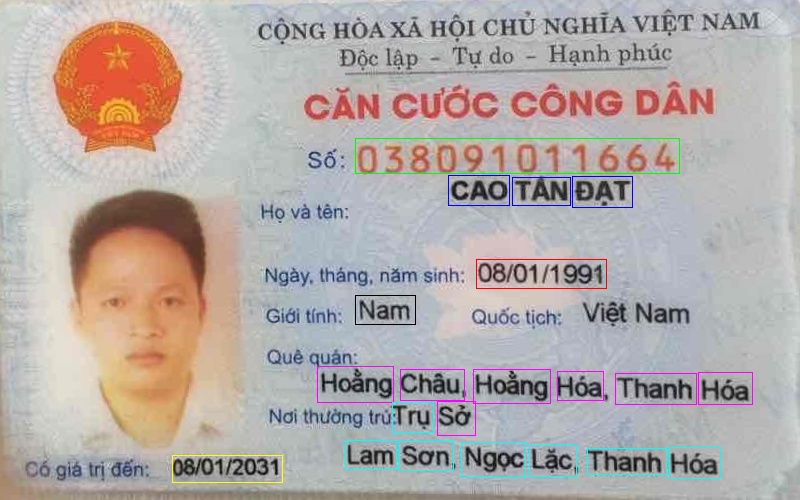 CỘNG HÒA XÃ HỘI CHỦ NGHĨA VIỆT NAM
Độc lập - Tự do - Hạnh phúc
CĂN CƯỚC CÔNG DÂN
Số: 038091011664
CAO TẤN ĐẠT
Họ và tên:
Ngày, tháng, năm sinh: 08/01/1991
Giới tính: Nam Quốc tịch: Việt Nam
Quê quán:
Hoằng Châu, Hoằng Hóa, Thanh Hóa
Nơi thường trú: Trụ Sở
Lam Sơn, Ngọc Lặc, Thanh Hóa
Có giá trị đến: 08/01/2031